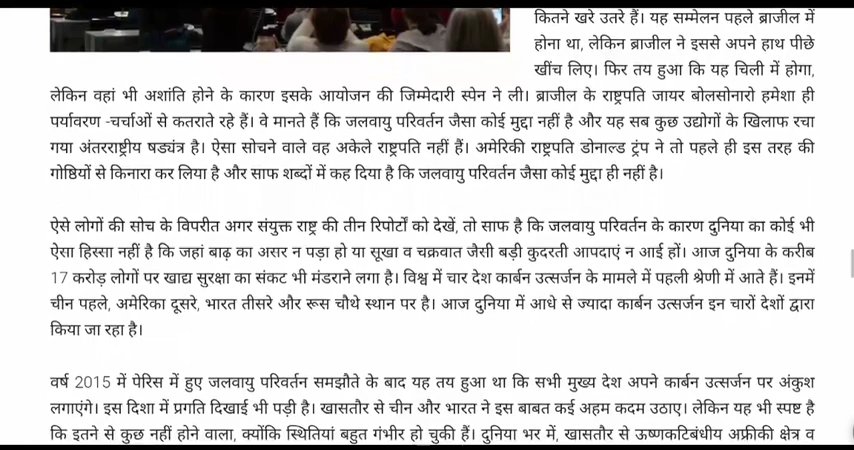 कितने खरे उतरे हैं। यह सम्मेलन पहले ब्राजील में
होना था, लेकिन ब्राजील ने इससे अपने हाथ पीछे
खींच लिए। फिर तय हुआ कि यह चिली में होगा,
लेकिन वहां भी अशांति होने के कारण इसके आयोजन की जिम्मेदारी स्पेन ने ली। ब्राजील के राष्ट्रपति जायर बोलसोनारो हमेशा ही
पर्यावरण -चर्चाओं से कतराते रहे हैं। वे मानते हैं कि जलवायु परिवर्तन जैसा कोई मुद्दा नहीं है और यह सब कुछ उद्योगों के खिलाफ रचा
गया अंतरराष्ट्रीय षड्यंत्र है। ऐसा सोचने वाले वह अकेले राष्ट्रपति नहीं हैं। अमेरिकी राष्ट्रपति डोनाल्ड ट्रंप ने तो पहले ही इस तरह की
गोष्ठियों से किनारा कर लिया है और साफ शब्दों में कह दिया है कि जलवायु परिवर्तन जैसा कोई मुद्दा ही नहीं है।
ऐसे लोगों की सोच के विपरीत अगर संयुक्त राष्ट्र की तीन रिपोर्टों को देखें, तो साफ है कि जलवायु परिवर्तन के कारण दुनिया का कोई भी
ऐसा हिस्सा नहीं है कि जहां बाढ़ का असर न पड़ा हो या सूखा व चक्रवात जैसी बड़ी कुदरती आपदाएं न आई हों। आज दुनिया के करीब
17 करोड़ लोगों पर खाद्य सुरक्षा का संकट भी मंडराने लगा है। विश्व में चार देश कार्बन उत्सर्जन के मामले में पहली श्रेणी में आते हैं। इनमें
चीन पहले, अमेरिका दूसरे, भारत तीसरे और रूस चौथे स्थान पर है। आज दुनिया में आधे से ज्यादा कार्बन उत्सर्जन इन चारों देशों द्वारा
किया जा रहा है।
वर्ष 2015 में पेरिस में हुए जलवायु परिवर्तन समझौते के बाद यह तय हुआ था कि सभी मुख्य देश अपने कार्बन उत्सर्जन पर अंकुश
लगाएंगे। इस दिशा में प्रगति दिखाई भी पड़ी है। खासतौर से चीन और भारत ने इस बाबत कई अहम कदम उठाए। लेकिन यह भी स्पष्ट है
कि इतने से कुछ नहीं होने वाला, क्योंकि स्थितियां बहुत गंभीर हो चुकी हैं। दुनिया भर में, खासतौर से ऊष्णकटिबंधीय अफ्रीकी क्षेत्र व